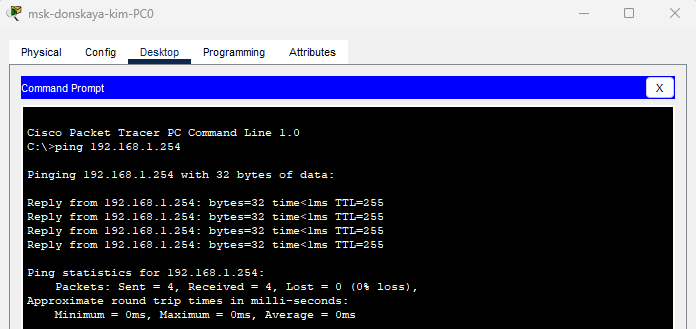 msk-donskaya-kim-PC0
Physical Config Desktop Programming Attributes
Command Prompt X
Cisco Packet Tracer PC Command Line 1.0
C:\>ping 192.168.1.254
Pinging 192.168.1.254 with 32 bytes of data:
Reply from 192.168.1.254: bytes=32 time<1ms TTL=255
Reply from 192.168.1.254: bytes=32 time<1ms TTL=255
Reply from 192.168.1.254: bytes=32 time<1ms TTL=255
Reply from 192.168.1.254: bytes=32 time<1ms TTL=255
Ping statistics for 192.168.1.254:
Packets: Sent = 4, Received = 4, Lost = 0 (0% loss),
Approximate round trip times in milli-seconds:
Minimum = 0ms, Maximum = 0ms, Average = 0ms